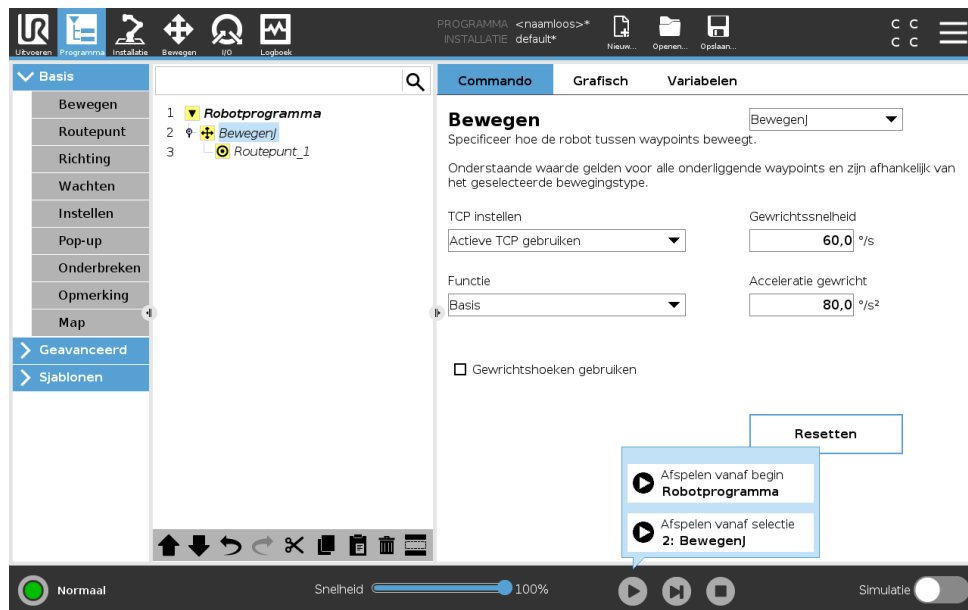 PROGRAMMA <naamloos>*
INSTALLATIE default*
C C
C C
Uitvoeren Programma Installatie Bewegen I/O Logboek
Nieuw... Openen... Opslaan...
Basis
Bewegen
Routepunt
Richting
Wachten
Instellen
Pop-up
Onderbreken
Opmerking
Map
Geavanceerd
Sjablonen
1 Robotprogramma
2 BewegenJ
3 Routepunt_1
Commando Grafisch Variabelen
Bewegen
BewegenJ
Specificeer hoe de robot tussen waypoints beweegt.
Onderstaande waarde gelden voor alle onderliggende waypoints en zijn afhankelijk van
het geselecteerde bewegingstype.
TCP instellen
Gewrichtssnelheid
Actieve TCP gebruiken
60,0 °/s
Functie
Acceleratie gewricht
Basis
80,0 °/s²
Gewrichtshoeken gebruiken
Resetten
Afspelen vanaf begin
Robotprogramma
Afspelen vanaf selectie
2: BewegenJ
Normaal
Snelheid
100%
Simulatie